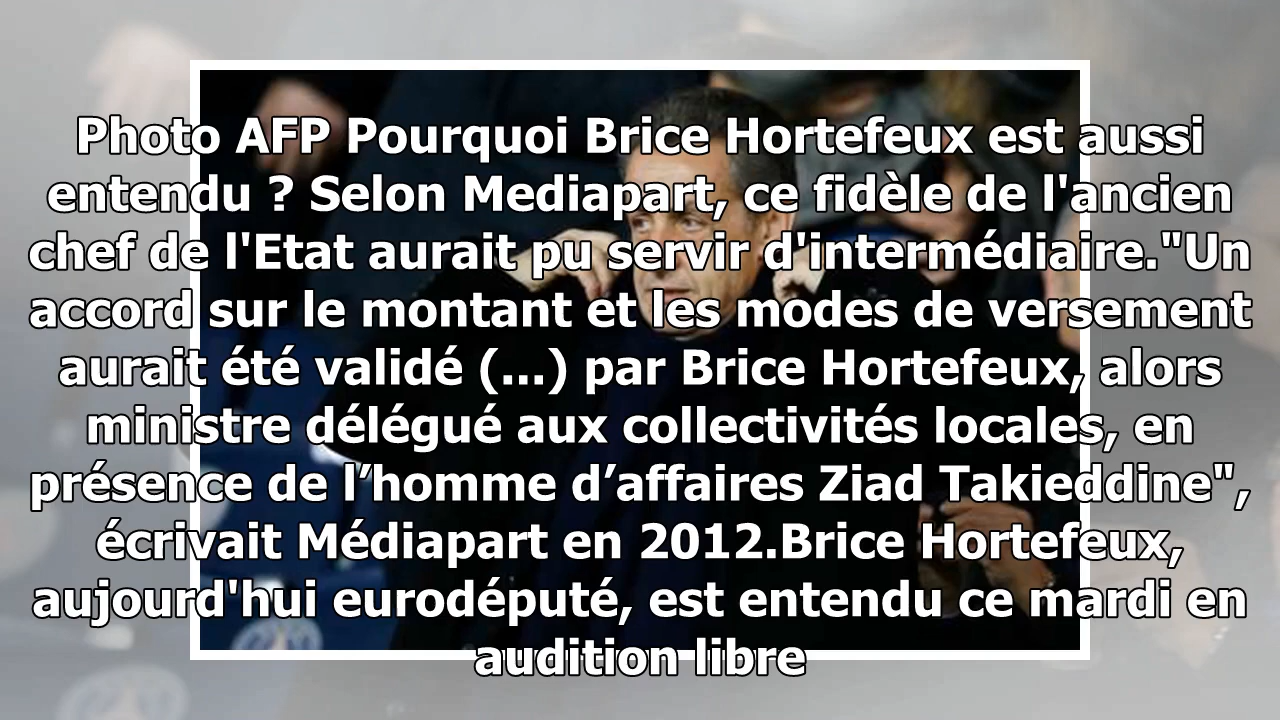 Photo AFP Pourquoi Brice Hortefeux est aussi
entendu ? Selon Mediapart, ce fidèle de l'ancien
chef de l'Etat aurait pu servir d'intermédiaire."Un
accord sur le montant et les modes de versement
aurait été validé (...) par Brice Hortefeux, alors
ministre délégué aux collectivités locales, en
présence de l’homme d’affaires Ziad Takieddine",
écrivait Médiapart en 2012.Brice Hortefeux,
aujourd'hui eurodéputé, est entendu ce mardi en
audition libre